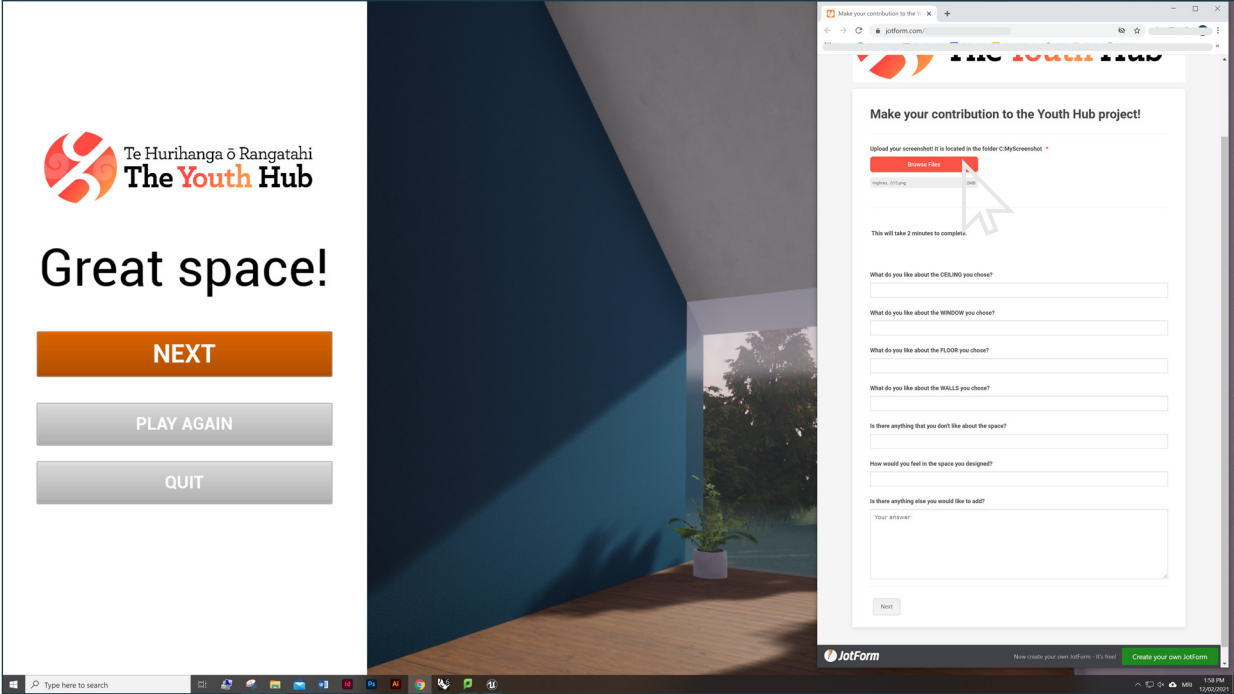 Te Hurihanga ō Rangatahi
The Youth Hub
Great space!
NEXT
PLAY AGAIN
QUIT
Type here to search
Make your contribution to the Yo
jotform.com/
The Youth Hub
Make your contribution to the Youth Hub project!
Upload your screenshot! It is located in the folder C:MyScreenshot *
Browse Files
This will take 2 minutes to complete.
What do you like about the CEILING you chose?
What do you like about the WINDOW you chose?
What do you like about the FLOOR you chose?
What do you like about the WALLS you chose?
Is there anything that you don't like about the space?
How would you feel in the space you designed?
Is there anything else you would like to add?
Your answer
Next
JotForm
Now create your own JotForm - It's free!
Create your own JotForm
Id
Ps
Ai
MRI
1:58 PM
12/02/2021